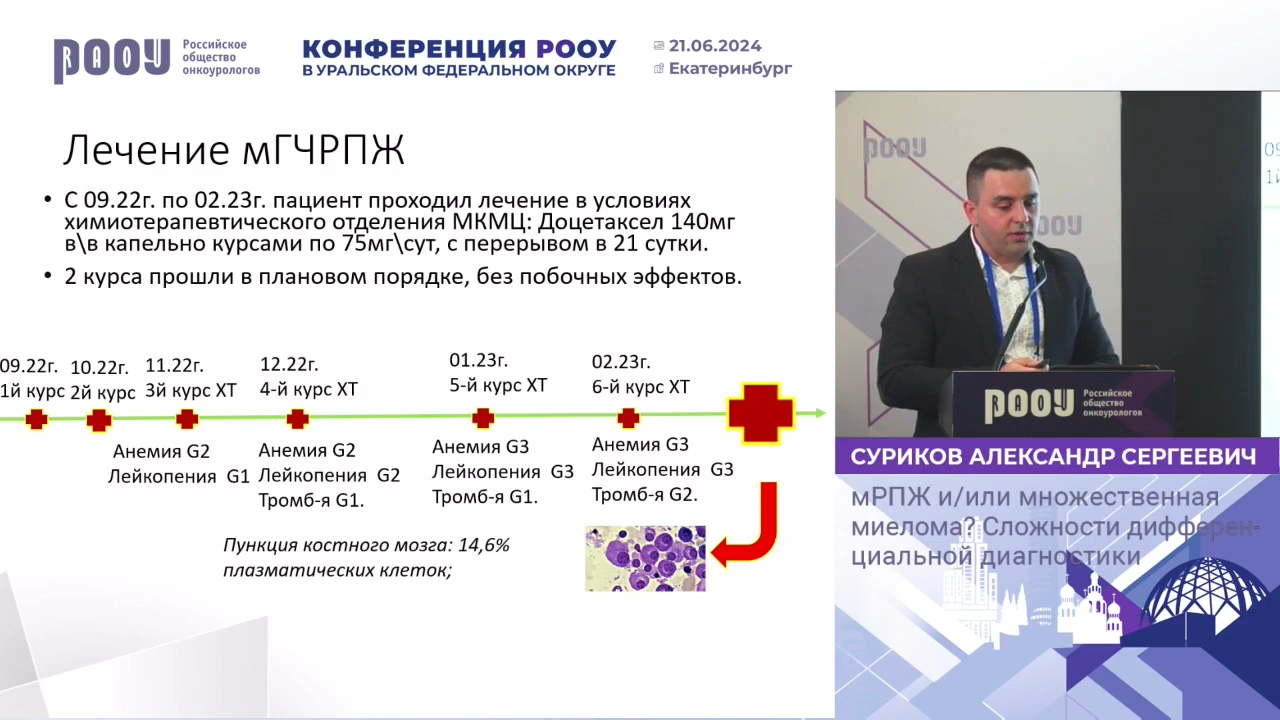 РООУ
Российское
общество
онкоурологов
КОНФЕРЕНЦИЯ РООУ
В УРАЛЬСКОМ ФЕДЕРАЛЬНОМ ОКРУГЕ
21.06.2024
Екатеринбург
Лечение мГЧРПЖ
• С 09.22г. по 02.23г. пациент проходил лечение в условиях
химиотерапевтического отделения МКМЦ: Доцетаксел 140мг
в\в капельно курсами по 75мг\сут, с перерывом в 21 сутки.
• 2 курса прошли в плановом порядке, без побочных эффектов.
09.22г.
1й курс
10.22г.
2й курс
11.22г.
3й курс ХТ
12.22г.
4-й курс ХТ
01.23г.
5-й курс ХТ
02.23г.
6-й курс ХТ
Анемия G2
Лейкопения G1
Анемия G2
Лейкопения G2
Тромб-я G1.
Анемия G3
Лейкопения G3
Тромб-я G1.
Анемия G3
Лейкопения G3
Тромб-я G2.
Пункция костного мозга: 14,6%
плазматических клеток;
РООУ
РООУ
РООУ
Российское
общество
онкоурологов
СУРИКОВ АЛЕКСАНДР СЕРГЕЕВИЧ
мРПЖ и/или множественная
миелома? Сложности дифферен-
циальной диагностики